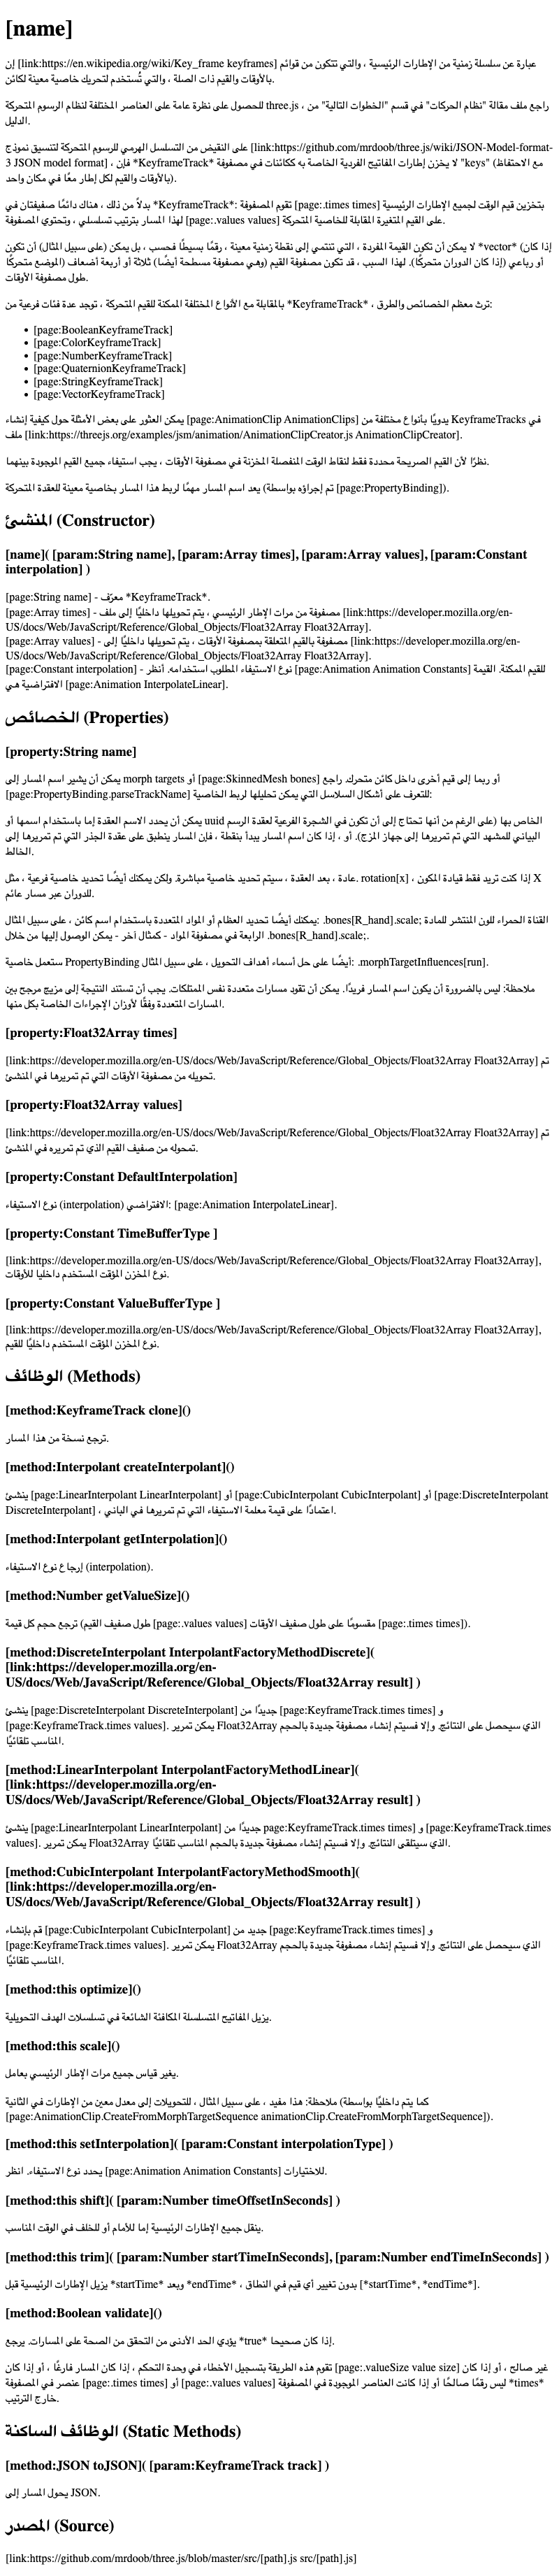 [name]
إن [link:https://en.wikipedia.org/wiki/Key_frame keyframes] عبارة عن سلسلة زمنية من الإطارات الرئيسية ، والتي تتكون من قوائم
بالأوقات والقيم ذات الصلة ، والتي تُستخدم لتحريك خاصية معينة لكائن.
للحصول على نظرة عامة على العناصر المختلفة لنظام الرسوم المتحركة three.js ، راجع ملف مقالة "نظام الحركات" في قسم "الخطوات التالية" من
الدليل.
على النقيض من التسلسل الهرمي للرسوم المتحركة لتنسيق نموذج [link:https://github.com/mrdoob/three.js/wiki/JSON-Model-format-
3 JSON model format] ، فإن *KeyframeTrack* لا يخزن إطارات المفاتيح الفردية الخاصة به ككائنات في مصفوفة "keys" (مع الاحتفاظ
بالأوقات والقيم لكل إطار معًا في مكان واحد).
بدلاً من ذلك ، هناك دائمًا صفيفتان في *KeyframeTrack*: تقوم المصفوفة [page:.times times] بتخزين قيم الوقت لجميع الإطارات الرئيسية
لهذا المسار بترتيب تسلسلي ، وتحتوي المصفوفة [page:.values values] على القيم المتغيرة المقابلة للخاصية المتحركة.
لا يمكن أن تكون القيمة المفردة ، التي تنتمي إلى نقطة زمنية معينة ، رقمًا بسيطًا فحسب ، بل يمكن (على سبيل المثال) أن تكون *vector* (إذا كان
الموضع متحركًا) أو رباعي (إذا كان الدوران متحركًا). لهذا السبب ، قد تكون مصفوفة القيم (وهي مصفوفة مسطحة أيضًا) ثلاثة أو أربعة أضعاف
طول مصفوفة الأوقات.
بالمقابلة مع الأنواع المختلفة الممكنة للقيم المتحركة ، توجد عدة فئات فرعية من *KeyframeTrack* ، ترث معظم الخصائص والطرق:
[page:BooleanKeyframeTrack]
[page:ColorKeyframeTrack]
[page:NumberKeyframeTrack]
[page:QuaternionKeyframeTrack]
[page:StringKeyframeTrack]
[page:VectorKeyframeTrack]
يمكن العثور على بعض الأمثلة حول كيفية إنشاء [page:AnimationClip AnimationClips] يدويًا بأنواع مختلفة من KeyframeTracks في
ملف [link:https://threejs.org/examples/jsm/animation/AnimationClipCreator.js AnimationClipCreator].
نظرًا لأن القيم الصريحة محددة فقط لنقاط الوقت المنفصلة المخزنة في مصفوفة الأوقات ، يجب استيفاء جميع القيم الموجودة بينهما.
يعد اسم المسار مهمًا لربط هذا المسار بخاصية معينة للعقدة المتحركة (تم إجراؤه بواسطة [page:PropertyBinding]).
المنشئ (Constructor)
[name]( [param:String name], [param:Array times], [param:Array values], [param:Constant
interpolation] )
[page:String name] - معرّف *KeyframeTrack*.
[page:Array times] - مصفوفة من مرات الإطار الرئيسي ، يتم تحويلها داخليًا إلى ملف [link:https://developer.mozilla.org/en-
US/docs/Web/JavaScript/Reference/Global_Objects/Float32Array Float32Array].
[page:Array values] - مصفوفة بالقيم المتعلقة بمصفوفة الأوقات ، يتم تحويلها داخليًا إلى [link:https://developer.mozilla.org/en-
US/docs/Web/JavaScript/Reference/Global_Objects/Float32Array Float32Array].
[page:Constant interpolation] - نوع الاستيفاء المطلوب استخدامه. أنظر [page:Animation Animation Constants] للقيم الممكنة. القيمة
الافتراضية هي [page:Animation InterpolateLinear].
الخصائص (Properties)
[property:String name]
يمكن أن يشير اسم المسار إلى morph targets أو [page:SkinnedMesh bones] أو ربما إلى قيم أخرى داخل كائن متحرك. راجع
[page:PropertyBinding.parseTrackName] للتعرف على أشكال السلاسل التي يمكن تحليلها لربط الخاصية:
يمكن أن يحدد الاسم العقدة إما باستخدام اسمها أو uuid الخاص بها (على الرغم من أنها تحتاج إلى أن تكون في الشجرة الفرعية لعقدة الرسم
البياني للمشهد التي تم تمريرها إلى جهاز المزج). أو ، إذا كان اسم المسار يبدأ بنقطة ، فإن المسار ينطبق على عقدة الجذر التي تم تمريرها إلى
الخالط.
عادة ، بعد العقدة ، سيتم تحديد خاصية مباشرة. ولكن يمكنك أيضًا تحديد خاصية فرعية ، مثل .rotation[x] ، إذا كنت تريد فقط قيادة المكون X
للدوران عبر مسار عائم.
يمكنك أيضًا تحديد العظام أو المواد المتعددة باستخدام اسم كائن ، على سبيل المثال: .bones[R_hand].scale; القناة الحمراء للون المنتشر للمادة
الرابعة في مصفوفة المواد - كمثال آخر - يمكن الوصول إليها من خلال .bones[R_hand].scale;.
ستعمل خاصية PropertyBinding أيضًا على حل أسماء أهداف التحويل ، على سبيل المثال: .morphTargetInfluences[run].
ملاحظة: ليس بالضرورة أن يكون اسم المسار فريدًا. يمكن أن تقود مسارات متعددة نفس الممتلكات. يجب أن تستند النتيجة إلى مزيج مرجح بين
المسارات المتعددة وفقًا لأوزان الإجراءات الخاصة بكل منها.
[property:Float32Array times]
[link:https://developer.mozilla.org/en-US/docs/Web/JavaScript/Reference/Global_Objects/Float32Array Float32Array] تم
تحويله من مصفوفة الأوقات التي تم تمريرها في المنشئ.
[property:Float32Array values]
[link:https://developer.mozilla.org/en-US/docs/Web/JavaScript/Reference/Global_Objects/Float32Array Float32Array] تم
تمحوله من صفيف القيم الذي تم تمريره في المنشئ.
[property:Constant DefaultInterpolation]
نوع الاستيفاء (interpolation) الافتراضي: [page:Animation InterpolateLinear].
[property:Constant TimeBufferType ]
[link:https://developer.mozilla.org/en-US/docs/Web/JavaScript/Reference/Global_Objects/Float32Array Float32Array],
نوع المخزن المؤقت المستخدم داخليا للأوقات.
[property:Constant ValueBufferType ]
[link:https://developer.mozilla.org/en-US/docs/Web/JavaScript/Reference/Global_Objects/Float32Array Float32Array],
نوع المخزن المؤقت المستخدم داخليًا للقيم.
الوظائف (Methods)
[method:KeyframeTrack clone]()
ترجع نسخة من هذا المسار.
[method:Interpolant createInterpolant]()
ينشئ [page:LinearInterpolant LinearInterpolant] أو [page:CubicInterpolant CubicInterpolant] أو [page:DiscreteInterpolant
DiscreteInterpolant] ، اعتمادًا على قيمة معلمة الاستيفاء التي تم تمريرها في الباني.
[method:Interpolant getInterpolation]()
إرجاع نوع الاستيفاء (interpolation).
[method:Number getValueSize]()
ترجع حجم كل قيمة (طول صفيف القيم [page:.values values] مقسومًا على طول صفيف الأوقات [page:.times times]).
[method:DiscreteInterpolant InterpolantFactoryMethodDiscrete](
[link:https://developer.mozilla.org/en-
US/docs/Web/JavaScript/Reference/Global_Objects/Float32Array result] )
ينشئ [page:DiscreteInterpolant DiscreteInterpolant] جديدًا من [page:KeyframeTrack.times times] و
[page:KeyframeTrack.times values]. يمكن تمرير Float32Array الذي سيحصل على النتائج. وإلا فسيتم إنشاء مصفوفة جديدة بالحجم
المناسب تلقائيًا.
[method:LinearInterpolant InterpolantFactoryMethodLinear](
[link:https://developer.mozilla.org/en-
US/docs/Web/JavaScript/Reference/Global_Objects/Float32Array result] )
ينشئ [page:LinearInterpolant LinearInterpolant] جديدًا من page:KeyframeTrack.times times] و [page:KeyframeTrack.times
values]. يمكن تمرير Float32Array الذي سيتلقى النتائج. وإلا فسيتم إنشاء مصفوفة جديدة بالحجم المناسب تلقائيًا.
[method:CubicInterpolant InterpolantFactoryMethodSmooth](
[link:https://developer.mozilla.org/en-
US/docs/Web/JavaScript/Reference/Global_Objects/Float32Array result] )
قم بإنشاء [page:CubicInterpolant CubicInterpolant] جديد من [page:KeyframeTrack.times times] و
[page:KeyframeTrack.times values]. يمكن تمرير Float32Array الذي سيحصل على النتائج. وإلا فسيتم إنشاء مصفوفة جديدة بالحجم
المناسب تلقائيًا.
[method:this optimize]()
يزيل المفاتيح المتسلسلة المكافئة الشائعة في تسلسلات الهدف التحويلية.
[method:this scale]()
يغير قياس جميع مرات الإطار الرئيسي بعامل.
ملاحظة: هذا مفيد ، على سبيل المثال ، للتحويلات إلى معدل معين من الإطارات في الثانية (كما يتم داخليًا بواسطة
[page:AnimationClip.CreateFromMorphTargetSequence animationClip.CreateFromMorphTargetSequence]).
[method:this setInterpolation]( [param:Constant interpolationType] )
يحدد نوع الاستيفاء. انظر [page:Animation Animation Constants] للاختيارات.
[method:this shift]( [param:Number timeOffsetInSeconds] )
ينقل جميع الإطارات الرئيسية إما للأمام أو للخلف في الوقت المناسب.
[method:this trim]( [param:Number startTimeInSeconds], [param:Number endTimeInSeconds] )
يزيل الإطارات الرئيسية قبل *startTime* وبعد *endTime* ، بدون تغيير أي قيم في النطاق [*startTime*, *endTime*].
[method:Boolean validate]()
يؤدي الحد الأدنى من التحقق من الصحة على المسارات. يرجع *true* إذا كان صحيحا.
تقوم هذه الطريقة بتسجيل الأخطاء في وحدة التحكم ، إذا كان المسار فارغًا ، أو إذا كان [page:.valueSize value size] غير صالح ، أو إذا كان
عنصر في المصفوفة [page:.times times] أو [page:.values values] ليس رقمًا صالحًا أو إذا كانت العناصر الموجودة في المصفوفة *times*
خارج الترتيب.
الوظائف الساكنة (Static Methods)
[method:JSON toJSON]( [param:KeyframeTrack track] )
يحول المسار إلى JSON.
المصدر (Source)
[link:https://github.com/mrdoob/three.js/blob/master/src/[path].js src/[path].js]